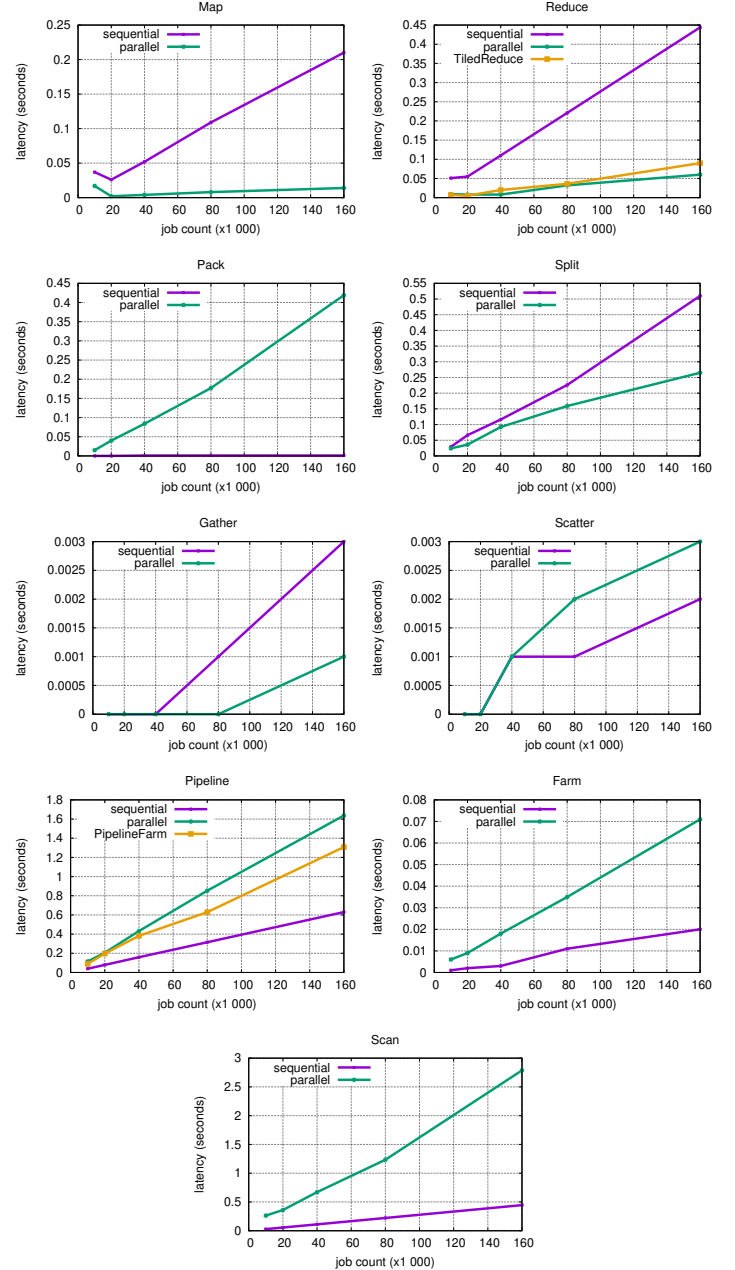 Map
0.25
0.2
0.15
0.1
0.05
0
0 20 40 60 80 100 120 140 160
latency (seconds)
job count (x1 000)
sequential
parallel
Reduce
0.45
0.4
0.35
0.3
0.25
0.2
0.15
0.1
0.05
0
0 20 40 60 80 100 120 140 160
latency (seconds)
job count (x1 000)
sequential
parallel
TiledReduce
Pack
0.45
0.4
0.35
0.3
0.25
0.2
0.15
0.1
0.05
0
0 20 40 60 80 100 120 140 160
latency (seconds)
job count (x1 000)
sequential
parallel
Split
0.55
0.5
0.45
0.4
0.35
0.3
0.25
0.2
0.15
0.1
0.05
0
0 20 40 60 80 100 120 140 160
latency (seconds)
job count (x1 000)
sequential
parallel
Gather
0.003
0.0025
0.002
0.0015
0.001
0.0005
0
0 20 40 60 80 100 120 140 160
latency (seconds)
job count (x1 000)
sequential
parallel
Scatter
0.003
0.0025
0.002
0.0015
0.001
0.0005
0
0 20 40 60 80 100 120 140 160
latency (seconds)
job count (x1 000)
sequential
parallel
Pipeline
1.8
1.6
1.4
1.2
1
0.8
0.6
0.4
0.2
0
0 20 40 60 80 100 120 140 160
latency (seconds)
job count (x1 000)
sequential
parallel
PipelineFarm
Farm
0.08
0.07
0.06
0.05
0.04
0.03
0.02
0.01
0
0 20 40 60 80 100 120 140 160
latency (seconds)
job count (x1 000)
sequential
parallel
Scan
3
2.5
2
1.5
1
0.5
0
0 20 40 60 80 100 120 140 160
latency (seconds)
job count (x1 000)
sequential
parallel